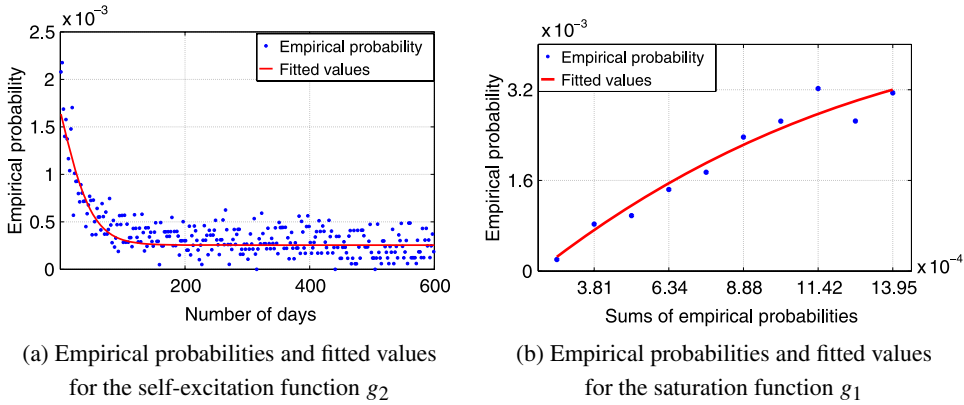 × 10⁻³
2.5
2
1.5
1
0.5
0
Empirical probability
Empirical probability
Fitted values
200
400
600
Number of days
(a) Empirical probabilities and fitted values
for the self-excitation function g₂
× 10⁻³
3.2
1.6
0
Empirical probability
Empirical probability
Fitted values
x 10⁻⁴
3.81
6.34
8.88
11.42
13.95
Sums of empirical probabilities
(b) Empirical probabilities and fitted values
for the saturation function g₁